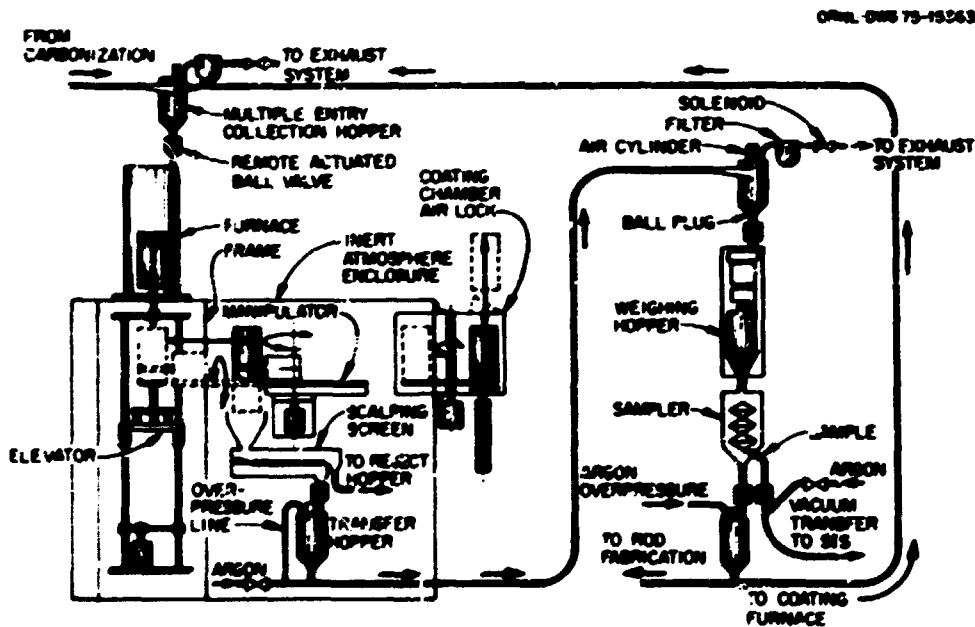 ORNL-DWG 75-15363
FROM
CARBONIZATION
TO EXHAUST
SYSTEM
MULTIPLE ENTRY
COLLECTION HOPPER
REMOTE ACTUATED
BALL VALVE
FURNACE
FRAME
INERT
ATMOSPHERE
ENCLOSURE
MANIPULATOR
COATING
CHAMBER
AIR LOCK
SOLENOID
FILTER
AIR CYLINDER
TO EXHAUST
SYSTEM
BALL PLUG
WEIGHING
HOPPER
SAMPLER
SAMPLE
ELEVATOR
SCALPING
SCREEN
TO REJECT
HOPPER
OVER-
PRESSURE
LINE
TRANSFER
HOPPER
ARGON
ARGON
OVERPRESSURE
ARGON
VACUUM
TRANSFER
TO SIS
TO ROD
FABRICATION
TO COATING
FURNACE